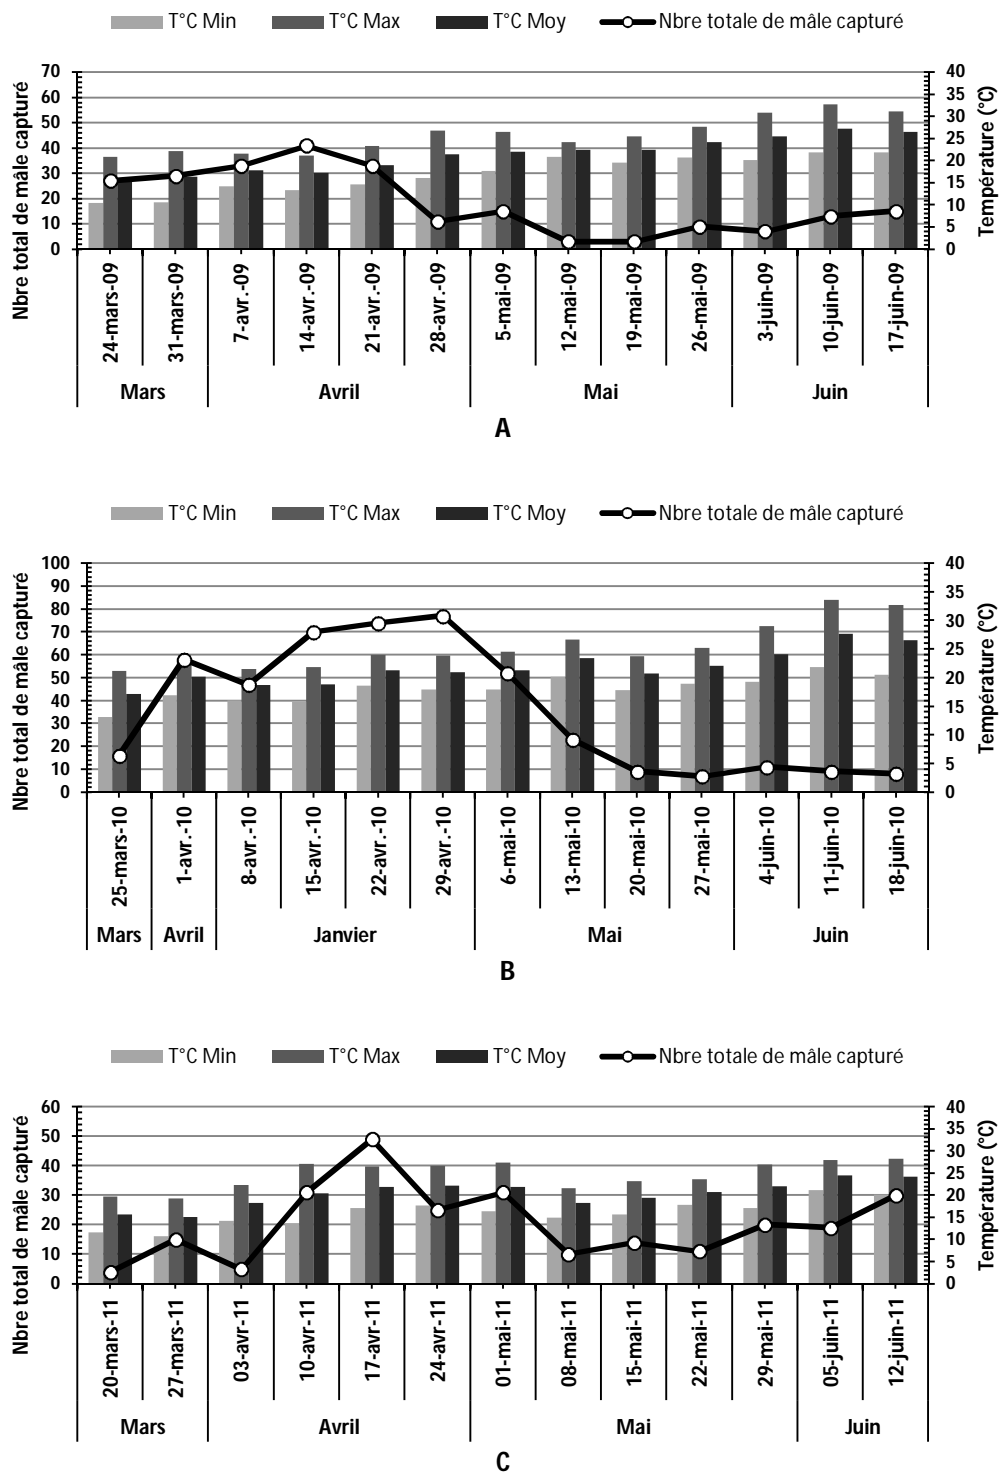 T°C Min T°C Max T°C Moy Nbre totale de mâle capturé
Nbre total de mâle capturé
70
60
50
40
30
20
10
0
40
35
30
25
20
15
10
5
0
Température (°C)
24-mars-09
31-mars-09
7-avr.-09
14-avr.-09
21-avr.-09
28-avr.-09
5-mai-09
12-mai-09
19-mai-09
26-mai-09
3-juin-09
10-juin-09
17-juin-09
Mars Avril Mai Juin
A
T°C Min T°C Max T°C Moy Nbre totale de mâle capturé
Nbre total de mâle capturé
100
90
80
70
60
50
40
30
20
10
0
40
35
30
25
20
15
10
5
0
Température (°C)
25-mars-10
1-avr.-10
8-avr.-10
15-avr.-10
22-avr.-10
29-avr.-10
6-mai-10
13-mai-10
20-mai-10
27-mai-10
4-juin-10
11-juin-10
18-juin-10
Mars Avril Janvier Mai Juin
B
T°C Min T°C Max T°C Moy Nbre totale de mâle capturé
Nbre total de mâle capturé
60
50
40
30
20
10
0
40
35
30
25
20
15
10
5
0
Température (°C)
20-mars-11
27-mars-11
03-avr-11
10-avr-11
17-avr-11
24-avr-11
01-mai-11
08-mai-11
15-mai-11
22-mai-11
29-mai-11
05-juin-11
12-juin-11
Mars Avril Mai Juin
C